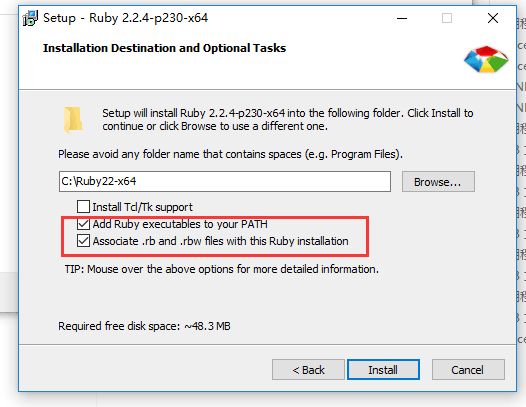 Setup - Ruby 2.2.4-p230-x64
Installation Destination and Optional Tasks
Setup will install Ruby 2.2.4-p230-x64 into the following folder. Click Install to
continue or click Browse to use a different one.
Please avoid any folder name that contains spaces (e.g. Program Files).
C:\Ruby22-x64
Browse...
Install Tcl/Tk support
Add Ruby executables to your PATH
Associate .rb and .rbw files with this Ruby installation
TIP: Mouse over the above options for more detailed information.
Required free disk space: ~48.3 MB
< Back
Install
Cancel